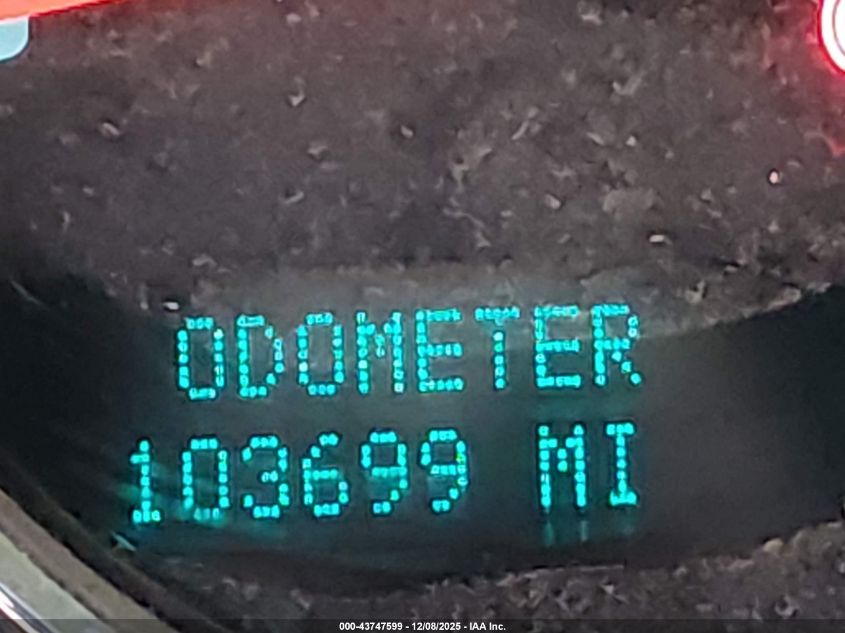 ODOMETER
103699 MI
000-43747599 - 12/08/2025 - IAA Inc.